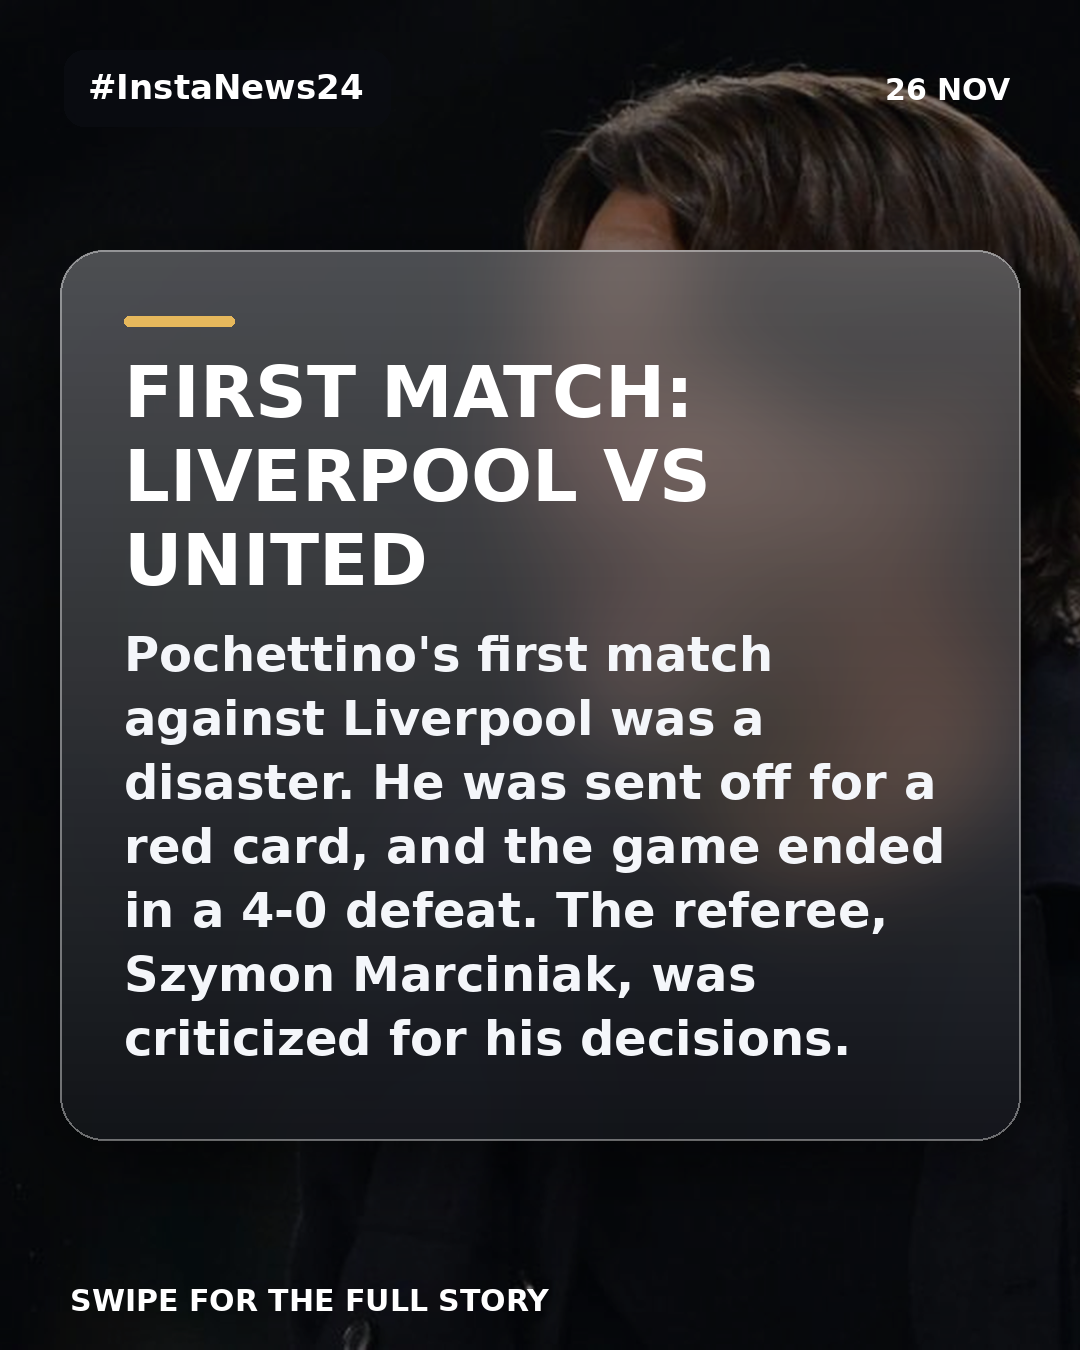 #InstaNews24
26 NOV
FIRST MATCH:
LIVERPOOL VS
UNITED
Pochettino's first match
against Liverpool was a
disaster. He was sent off for a
red card, and the game ended
in a 4-0 defeat. The referee,
Szymon Marciniak, was
criticized for his decisions.
SWIPE FOR THE FULL STORY